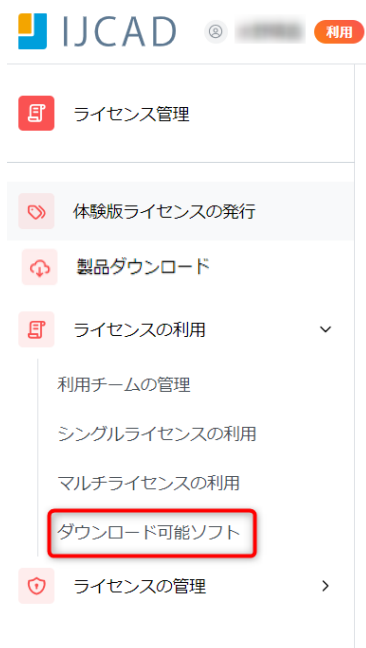 IJCAD
利用
ライセンス管理
体験版ライセンスの発行
製品ダウンロード
ライセンスの利用
利用チームの管理
シングルライセンスの利用
マルチライセンスの利用
ダウンロード可能ソフト
ライセンスの管理